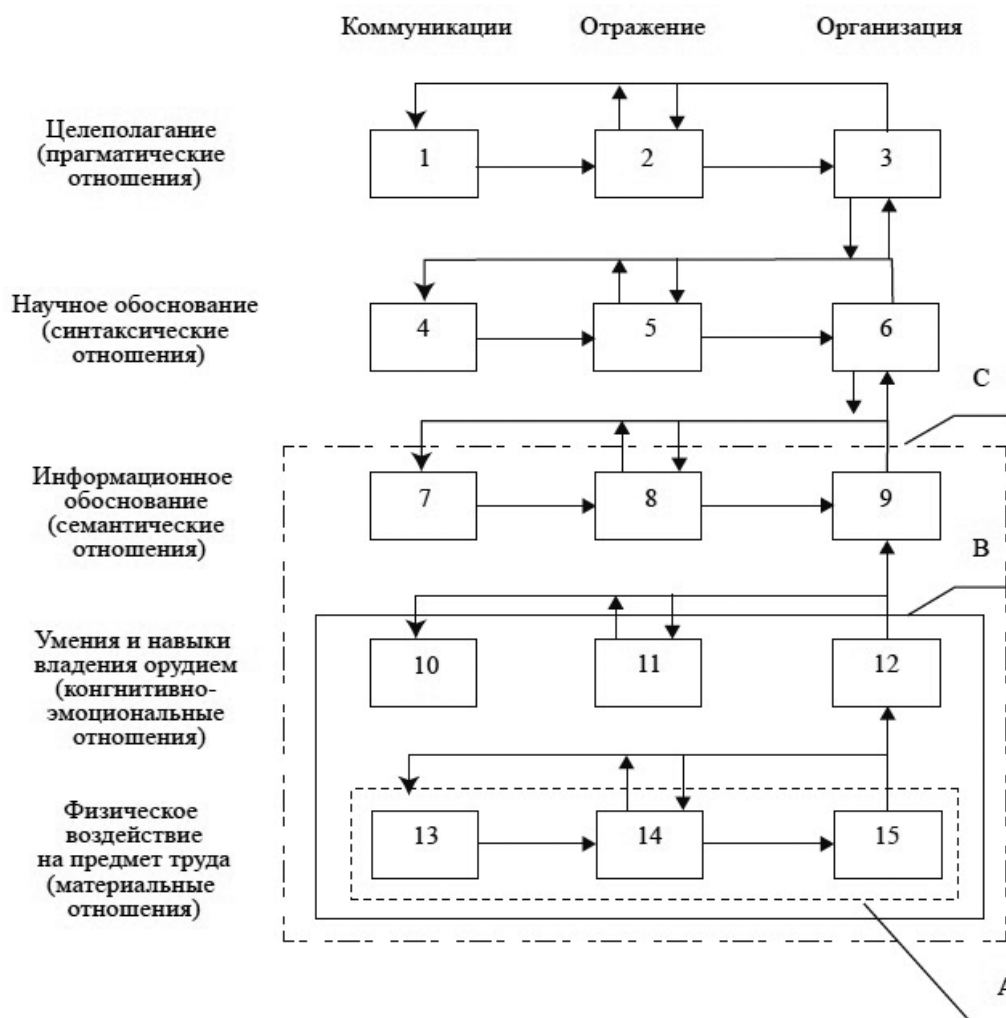 Коммуникации Отражение Организация
Целеполагание
(прагматические
отношения)
1 2 3
Научное обоснование
(синтаксические
отношения)
4 5 6
C
Информационное
обоснование
(семантические
отношения)
7 8 9
B
Умения и навыки
владения орудием
(конгнитивно-
эмоциональные
отношения)
10 11 12
Физическое
воздействие
на предмет труда
(материальные
отношения)
13 14 15
A